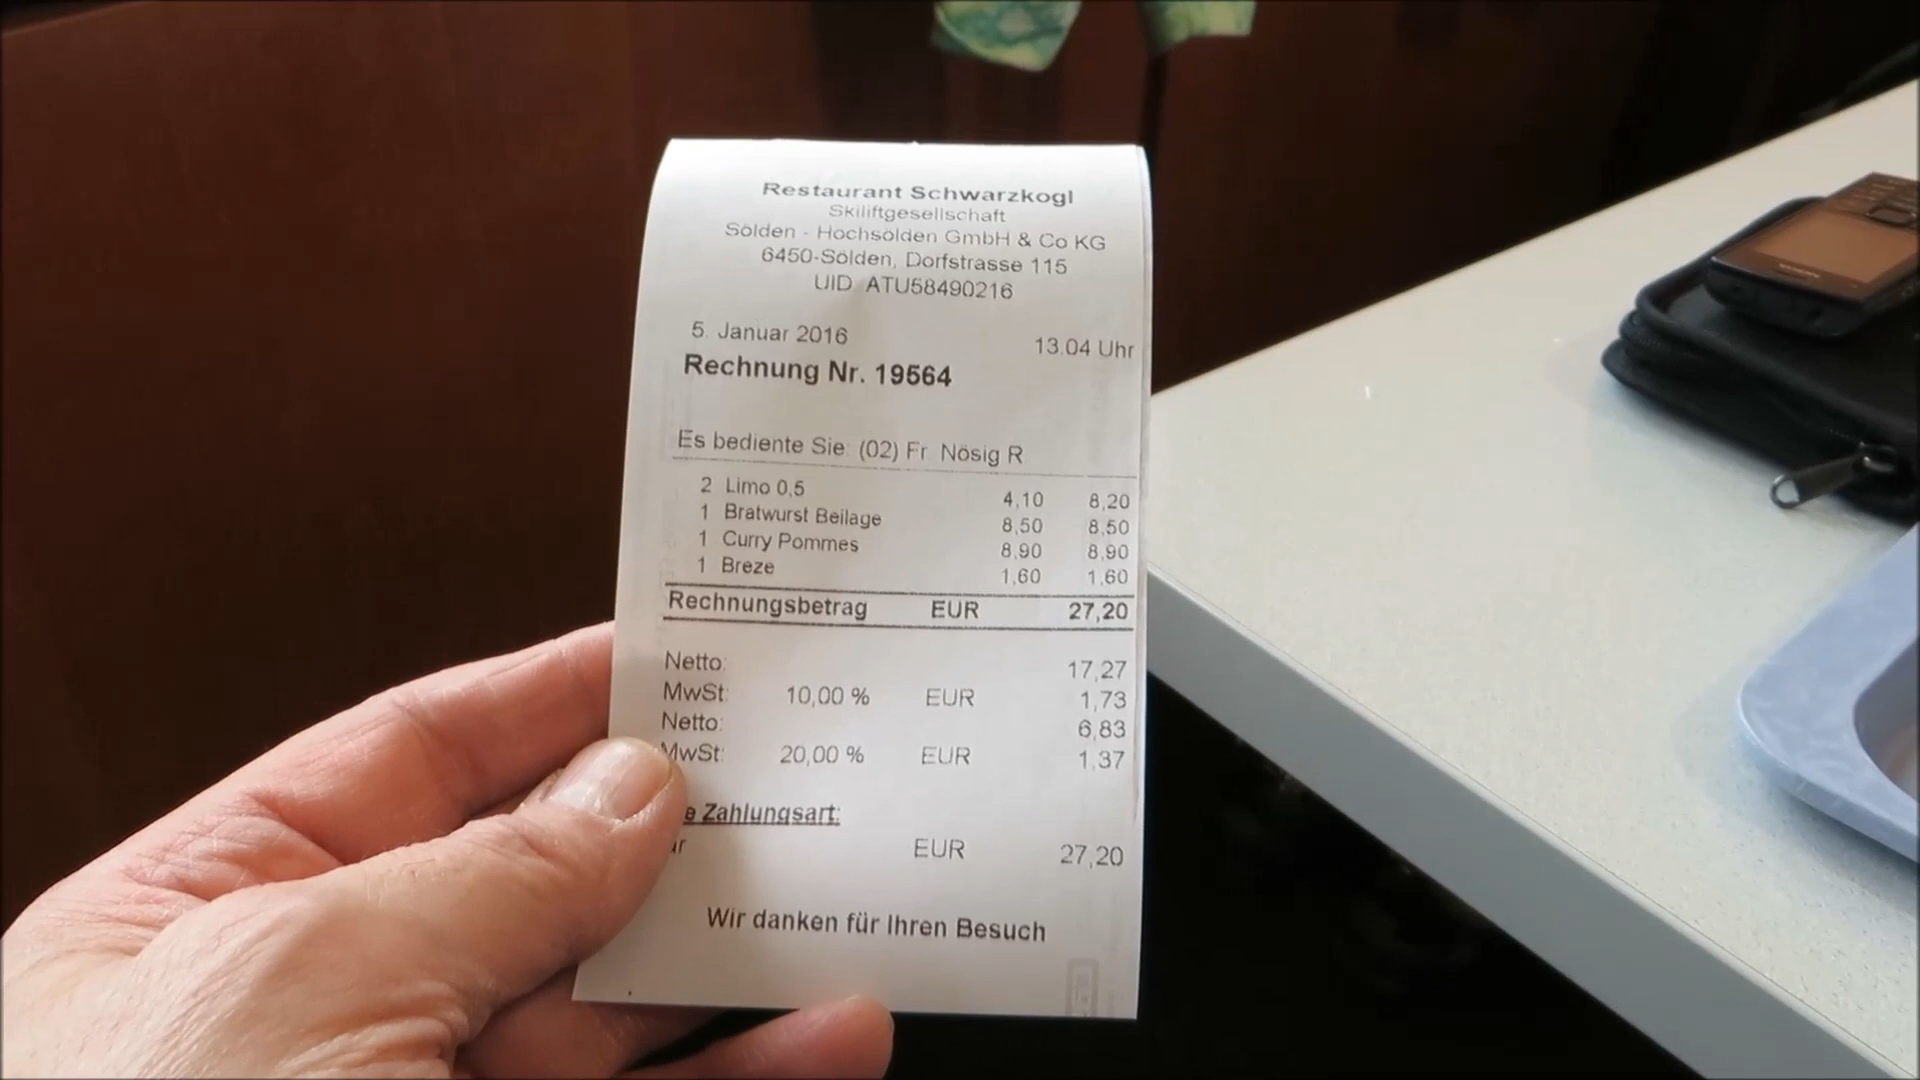 Restaurant Schwarzkogl
Skiliftgesellschaft
Sölden - Hochsölden GmbH & Co KG
6450-Sölden, Dorfstrasse 115
UID ATU58490216
5. Januar 2016 13.04 Uhr
Rechnung Nr. 19564
Es bediente Sie: (02) Fr. Nösig R
2 Limo 0,5 4,10 8,20
1 Bratwurst Beilage 8,50 8,50
1 Curry Pommes 8,90 8,90
1 Breze 1,60 1,60
Rechnungsbetrag EUR 27,20
Netto: 17,27
MwSt: 10,00 % EUR 1,73
Netto: 6,83
MwSt: 20,00 % EUR 1,37
e Zahlungsart:
ar EUR 27,20
Wir danken für Ihren Besuch